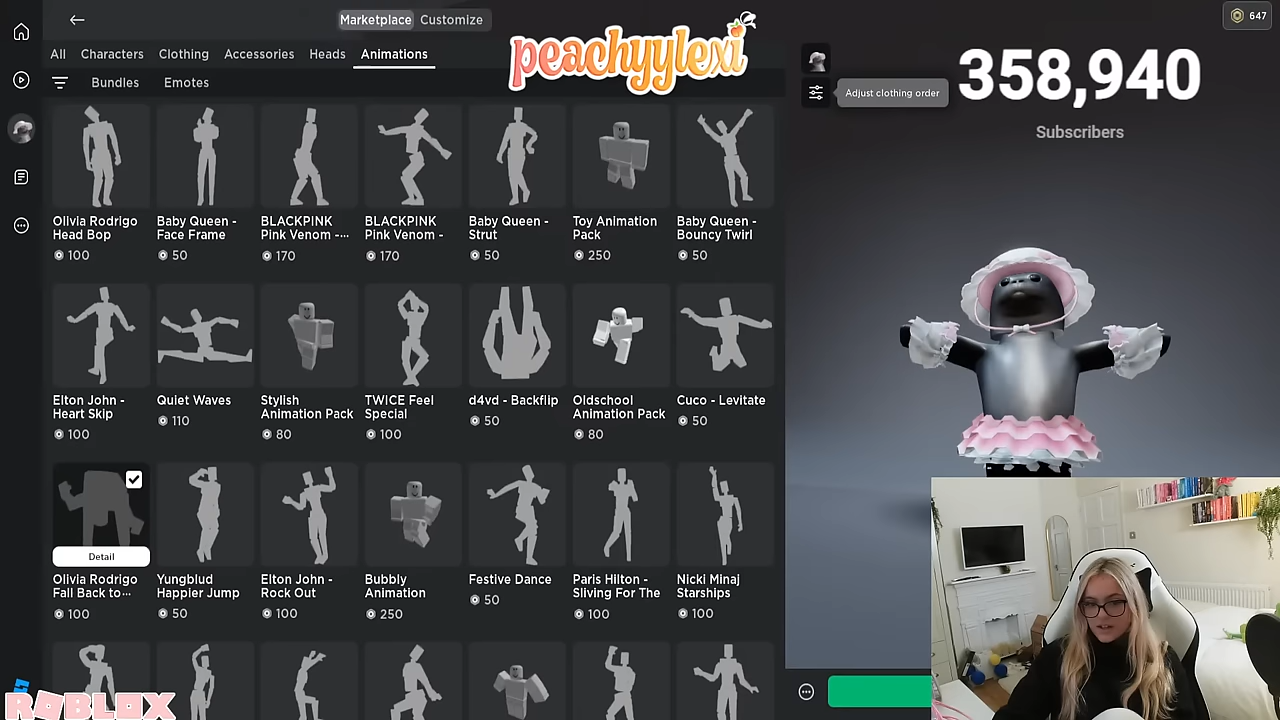 Marketplace Customize
647
All Characters Clothing Accessories Heads Animations
Bundles Emotes
peachyylexi
Adjust clothing order
358,940
Subscribers
Olivia Rodrigo
Head Bop
100
Baby Queen -
Face Frame
50
BLACKPINK
Pink Venom -...
170
BLACKPINK
Pink Venom -
170
Baby Queen -
Strut
50
Toy Animation
Pack
250
Baby Queen -
Bouncy Twirl
50
Elton John -
Heart Skip
100
Quiet Waves
110
Stylish
Animation Pack
80
TWICE Feel
Special
100
d4vd - Backflip
50
Oldschool
Animation Pack
80
Cuco - Levitate
50
Detail
Olivia Rodrigo
Fall Back to...
100
Yungblud
Happier Jump
50
Elton John -
Rock Out
100
Bubbly
Animation
250
Festive Dance
50
Paris Hilton -
Sliving For The
100
Nicki Minaj
Starships
100
ROBLOX